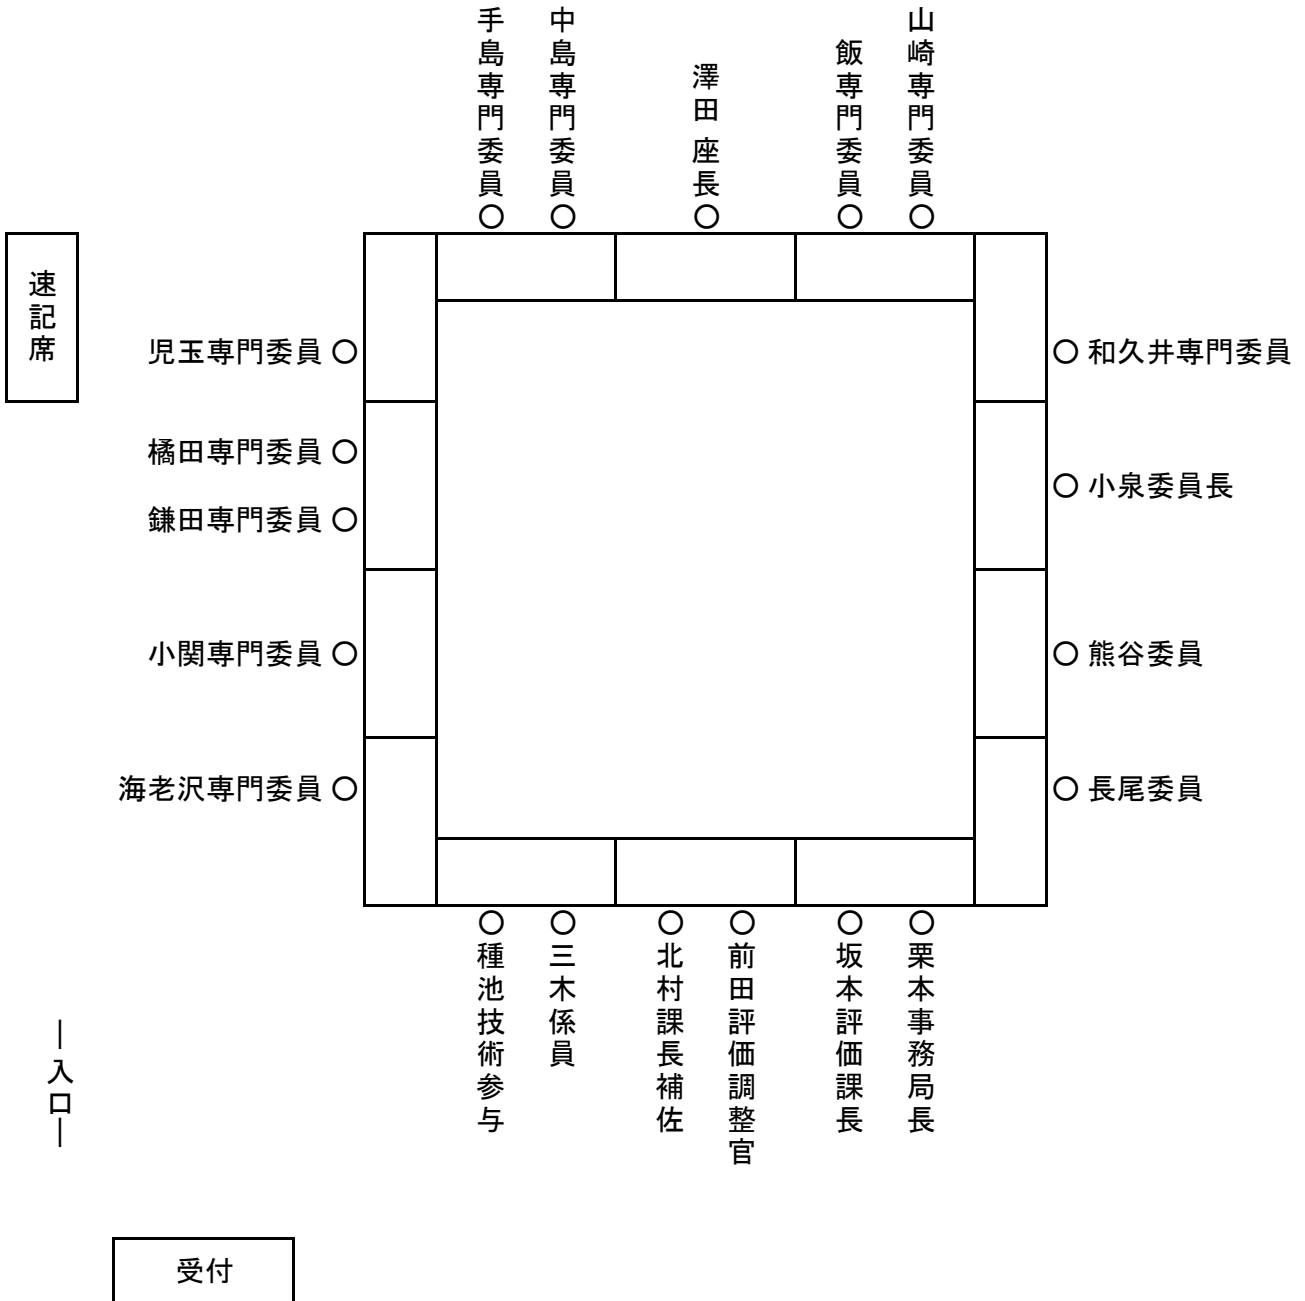 手島専門委員○
中島専門委員○
澤田 座長○
飯専門委員○
山崎専門委員○
速記席
児玉専門委員 ○
○ 和久井専門委員
橘田専門委員 ○
○ 小泉委員長
鎌田専門委員 ○
小関専門委員 ○
○ 熊谷委員
海老沢専門委員 ○
○ 長尾委員
○種池技術参与
○三木係員
○北村課長補佐
○前田評価調整官
○坂本評価課長
○栗本事務局長
―入口―
受付